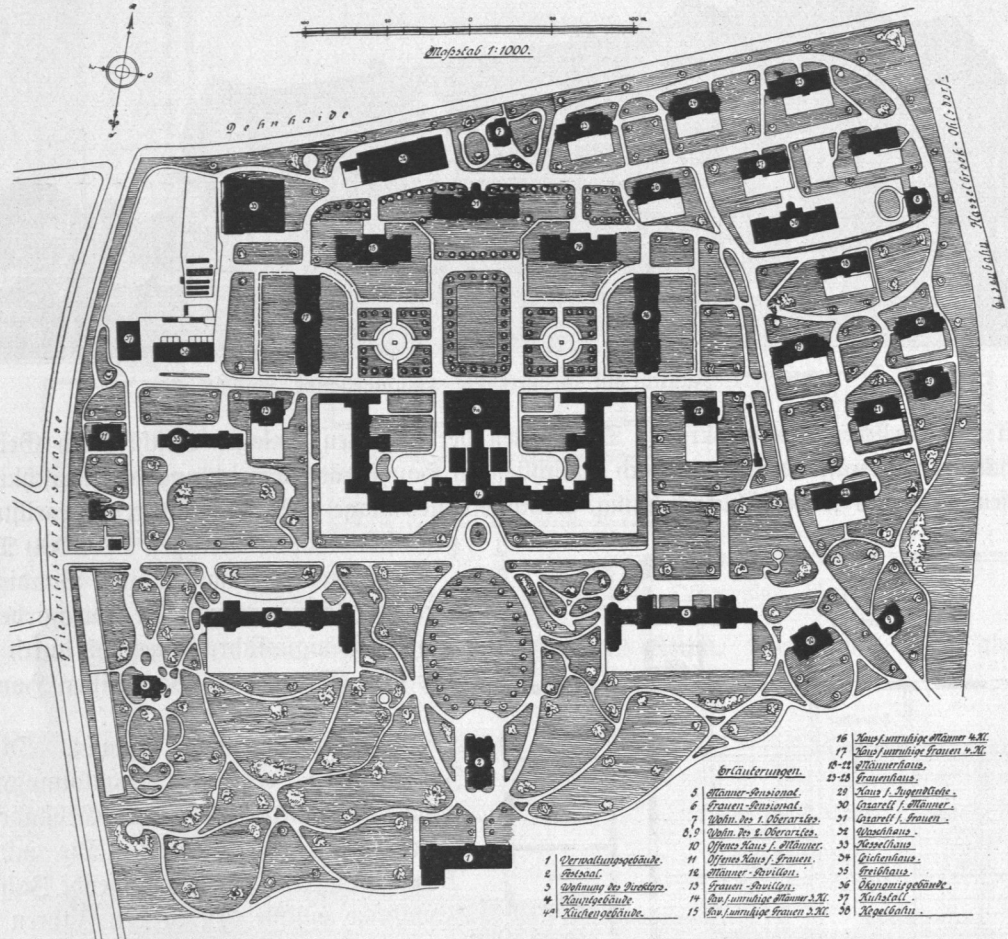 100 50 0 50 100 m
Maßstab 1:1000.
Dehnhaide
Friedrichsbergerstrasse
Hasselbrook-Ohlsdorf.
Erläuterungen.
1 Verwaltungsgebäude.
2 Festsaal.
3 Wohnung des Direktors.
4 Hauptgebäude.
4a Küchengebäude.
5 Männer-Pensionat.
6 Frauen-Pensionat.
7 Wohn. des 1. Oberarztes.
8,9 Wohn. des 2. Oberarztes.
10 Offenes Haus f. Männer.
11 Offenes Haus f. Frauen.
12 Männer-Pavillon.
13 Frauen-Pavillon.
14 Pav. f. unruhige Männer 3. Kl.
15 Pav. f. unruhige Frauen 3. Kl.
16 Haus f. unruhige Männer 4. Kl.
17 Haus f. unruhige Frauen 4. Kl.
18-22 Männerhaus.
23-28 Frauenhaus.
29 Haus f. Jugendliche.
30 Lazarett f. Männer.
31 Lazarett f. Frauen.
32 Waschhaus.
33 Kesselhaus
34 Leichenhaus.
35 Treibhaus.
36 Ökonomiegebäude.
37 Kuhstall.
38 Kegelbahn.